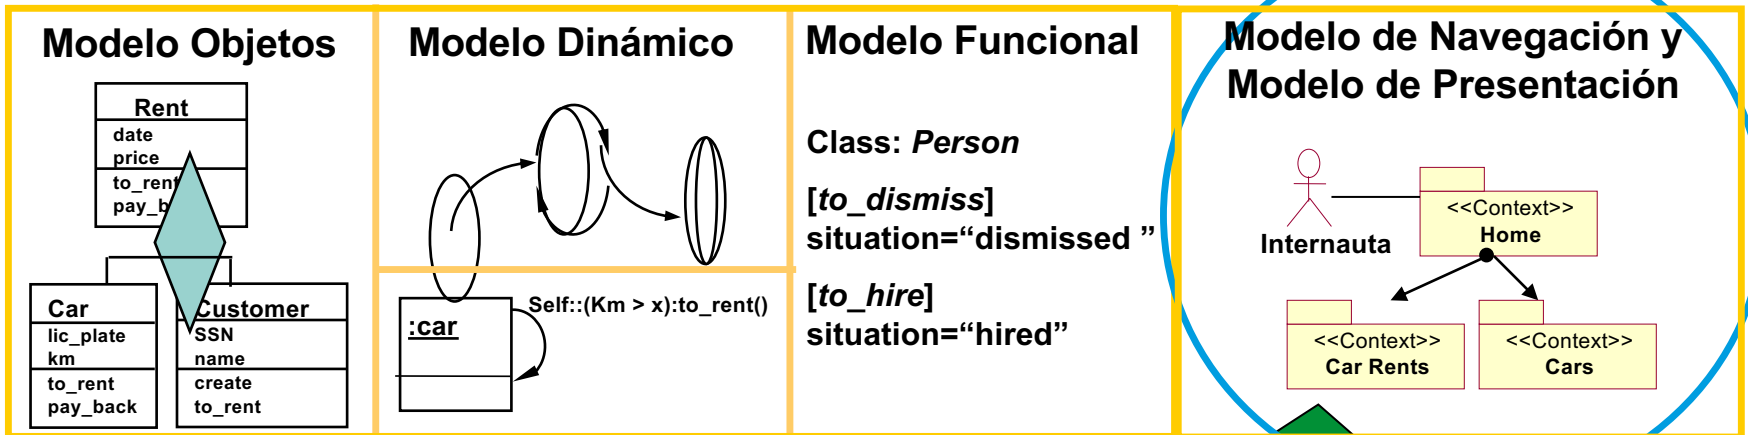 Modelo Objetos
Rent
date
price
to_rent
pay_b
Car
lic_plate
km
to_rent
pay_back
Customer
SSN
name
create
to_rent
Modelo Dinámico
:car
Self::(Km > x):to_rent()
Modelo Funcional
Class: Person
[to_dismiss]
situation=“dismissed ”
[to_hire]
situation=“hired”
Modelo de Navegación y
Modelo de Presentación
Internauta
<<Context>>
Home
<<Context>>
Car Rents
<<Context>>
Cars